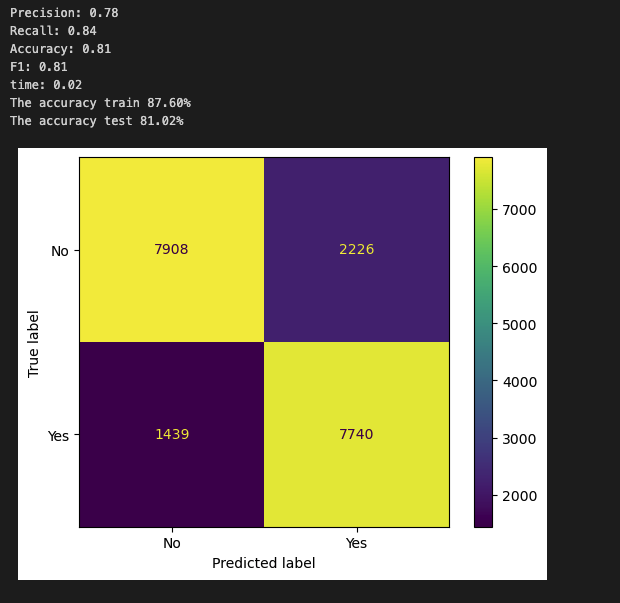 Precision: 0.78
Recall: 0.84
Accuracy: 0.81
F1: 0.81
time: 0.02
The accuracy train 87.60%
The accuracy test 81.02%
7000
6000
5000
4000
3000
2000
True label
No
7908
2226
Yes
1439
7740
No
Yes
Predicted label